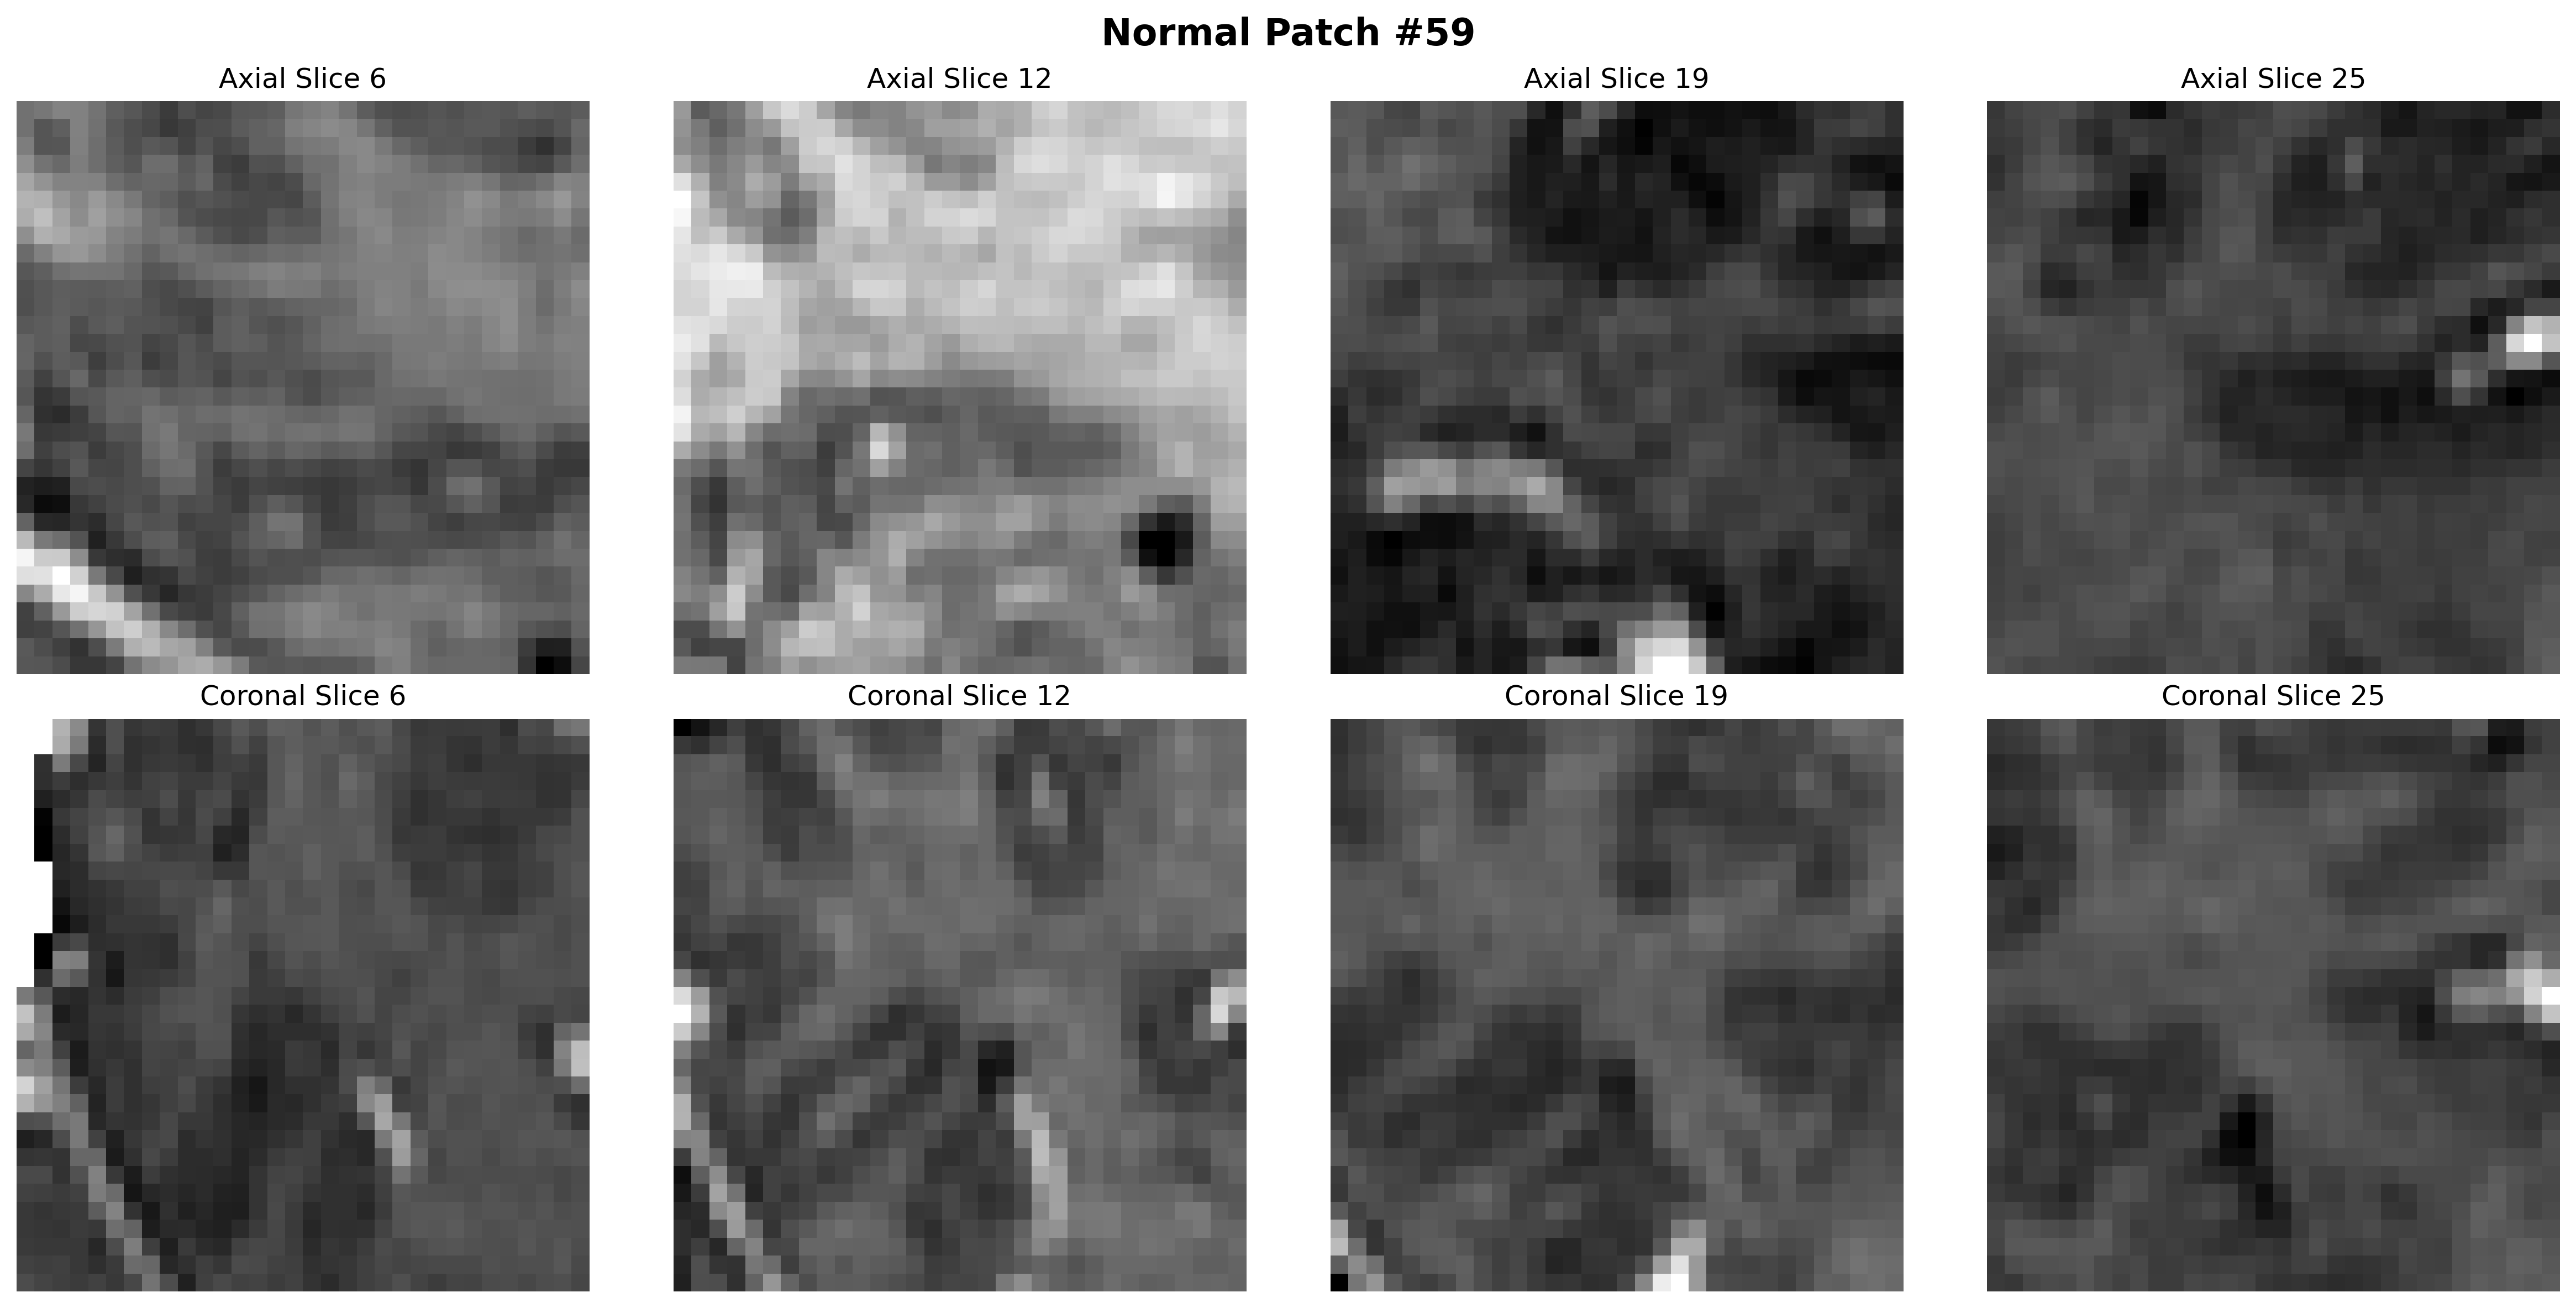 Normal Patch #59
Axial Slice 6
Axial Slice 12
Axial Slice 19
Axial Slice 25
Coronal Slice 6
Coronal Slice 12
Coronal Slice 19
Coronal Slice 25